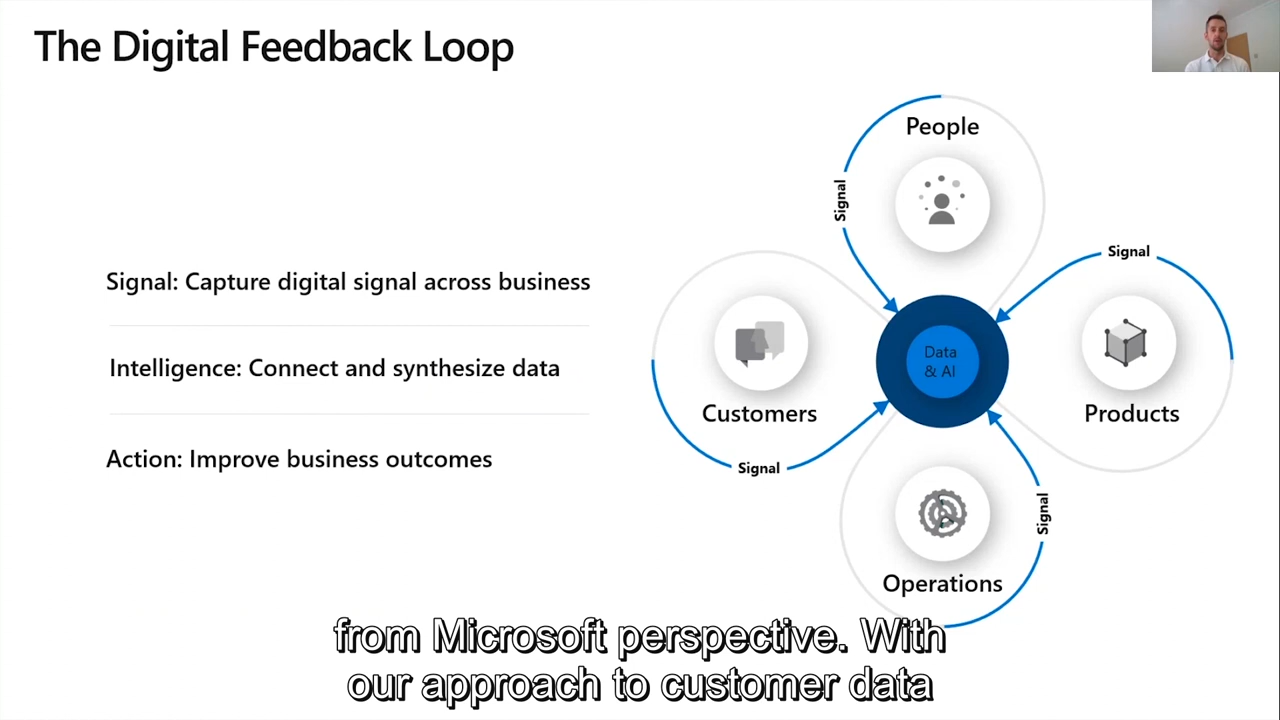 The Digital Feedback Loop
People
Signal
Signal
Signal: Capture digital signal across business
Data
& AI
Intelligence: Connect and synthesize data
Customers
Products
Action: Improve business outcomes
Signal
Signal
Operations
from Microsoft perspective. With
our approach to customer data